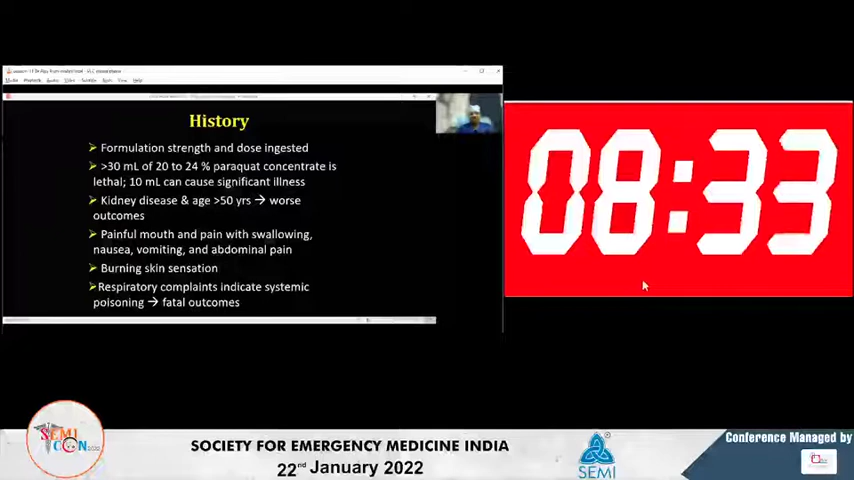 History
➢ Formulation strength and dose ingested
➢ >30 mL of 20 to 24 % paraquat concentrate is
lethal; 10 mL can cause significant illness
➢ Kidney disease & age >50 yrs → worse
outcomes
➢ Painful mouth and pain with swallowing,
nausea, vomiting, and abdominal pain
➢ Burning skin sensation
➢ Respiratory complaints indicate systemic
poisoning → fatal outcomes
08:33
SEMI
CON
SOCIETY FOR EMERGENCY MEDICINE INDIA
22nd January 2022
SEMI
Conference Managed by